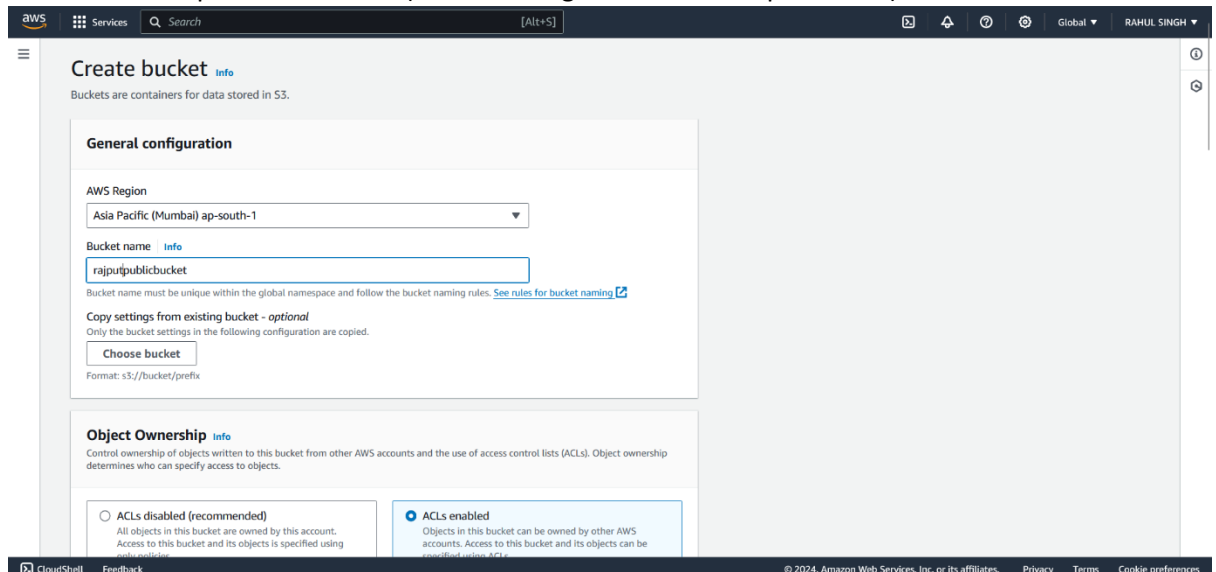 aws Services Search [Alt+S] Global ▼ RAHUL SINGH ▼
Create bucket Info
Buckets are containers for data stored in S3.
General configuration
AWS Region
Asia Pacific (Mumbai) ap-south-1
Bucket name Info
rajputpublicbucket
Bucket name must be unique within the global namespace and follow the bucket naming rules. See rules for bucket naming
Copy settings from existing bucket - optional
Only the bucket settings in the following configuration are copied.
Choose bucket
Format: s3://bucket/prefix
Object Ownership Info
Control ownership of objects written to this bucket from other AWS accounts and the use of access control lists (ACLs). Object ownership
determines who can specify access to objects.
ACLs disabled (recommended)
All objects in this bucket are owned by this account.
Access to this bucket and its objects is specified using
only policies.
ACLs enabled
Objects in this bucket can be owned by other AWS
accounts. Access to this bucket and its objects can be
specified using ACLs.
CloudShell Feedback © 2024, Amazon Web Services, Inc. or its affiliates. Privacy Terms Cookie preferences